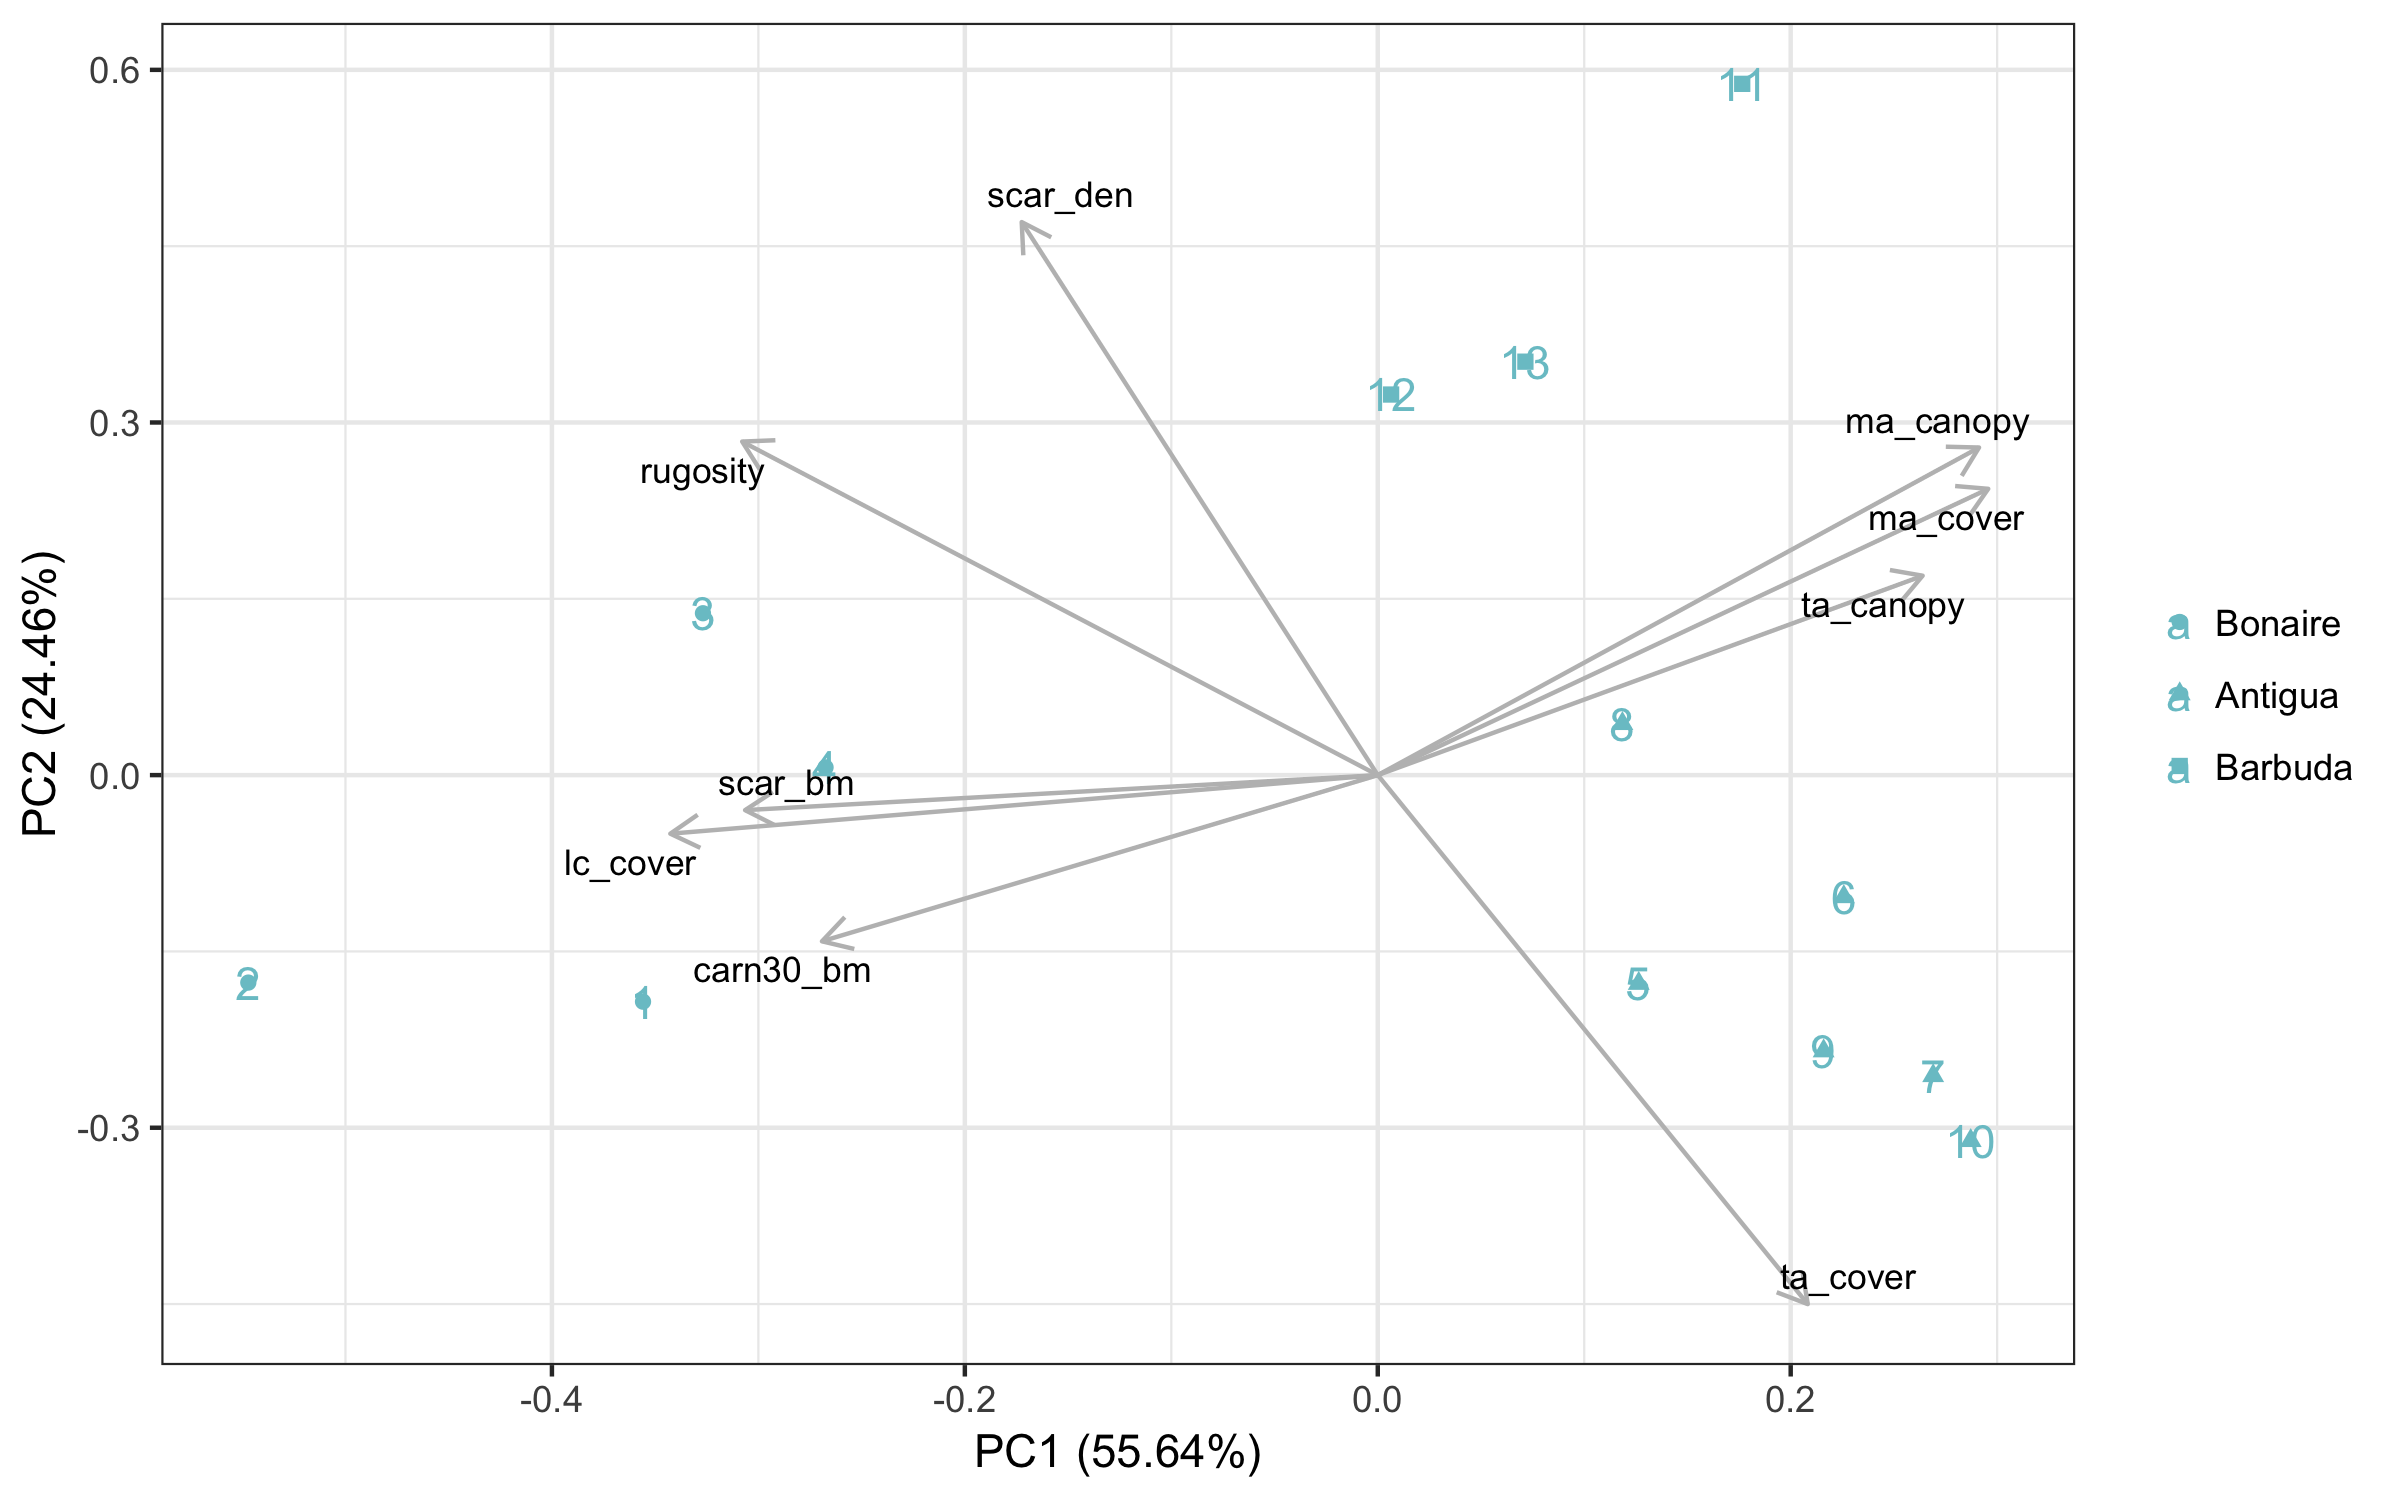 0.6
0.3
0.0
-0.3
PC2 (24.46%)
11
scar_den
13
12
ma_canopy
rugosity
ma_cover
ta_canopy
3
8
4
scar_bm
lc_cover
6
carn30_bm
2
5
1
9
7
10
ta_cover
-0.4
-0.2
0.0
0.2
PC1 (55.64%)
a Bonaire
a Antigua
a Barbuda